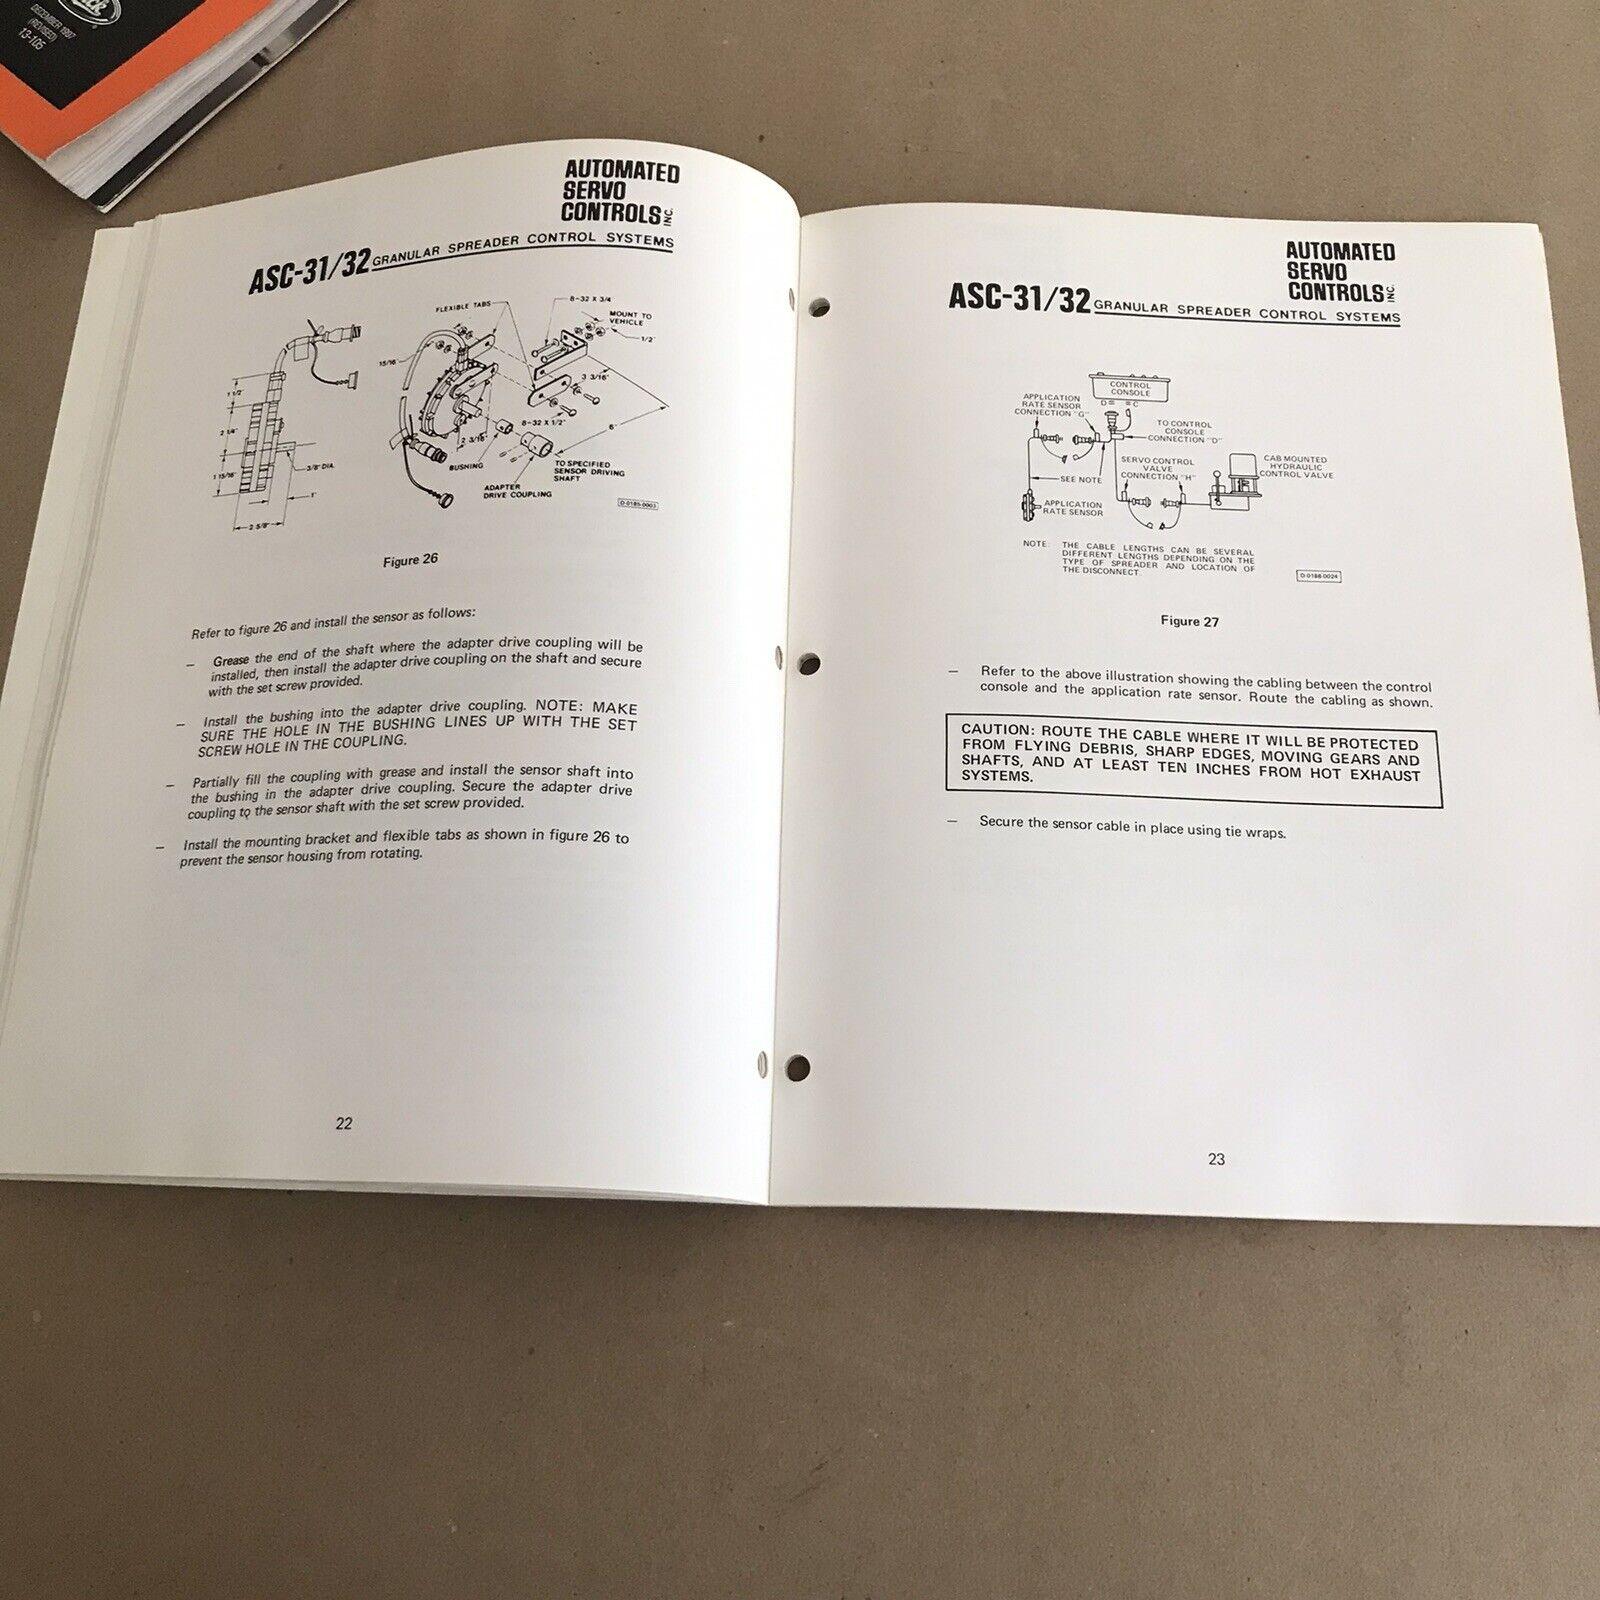 DECEMBER 1997
(REVISED)
13-105
AUTOMATED
SERVO
CONTROLS INC.
ASC-31/32 GRANULAR SPREADER CONTROL SYSTEMS
FLEXIBLE TABS
8-32 X 3/4
MOUNT TO
VEHICLE
1/2"
15/16"
3 3/16"
1 1/2"
2 1/4"
1 15/16"
3/8" DIA.
1"
2 5/8"
8-32 X 1/2"
6"
2 3/16"
BUSHING
ADAPTER
DRIVE COUPLING
TO SPECIFIED
SENSOR DRIVING
SHAFT
D-0185-0003
Figure 26
Refer to figure 26 and install the sensor as follows:
— Grease the end of the shaft where the adapter drive coupling will be
installed, then install the adapter drive coupling on the shaft and secure
with the set screw provided.
— Install the bushing into the adapter drive coupling. NOTE: MAKE
SURE THE HOLE IN THE BUSHING LINES UP WITH THE SET
SCREW HOLE IN THE COUPLING.
— Partially fill the coupling with grease and install the sensor shaft into
the bushing in the adapter drive coupling. Secure the adapter drive
coupling to the sensor shaft with the set screw provided.
— Install the mounting bracket and flexible tabs as shown in figure 26 to
prevent the sensor housing from rotating.
22
AUTOMATED
SERVO
CONTROLS INC.
ASC-31/32 GRANULAR SPREADER CONTROL SYSTEMS
CONTROL
CONSOLE
D C
APPLICATION
RATE SENSOR
CONNECTION "G"
TO CONTROL
CONSOLE
CONNECTION "D"
SERVO CONTROL
VALVE
CONNECTION "H"
CAB MOUNTED
HYDRAULIC
CONTROL VALVE
SEE NOTE
APPLICATION
RATE SENSOR
NOTE: THE CABLE LENGTHS CAN BE SEVERAL
DIFFERENT LENGTHS DEPENDING ON THE
TYPE OF SPREADER AND LOCATION OF
THE DISCONNECT.
D-0188-0024
Figure 27
— Refer to the above illustration showing the cabling between the control
console and the application rate sensor. Route the cabling as shown.
CAUTION: ROUTE THE CABLE WHERE IT WILL BE PROTECTED
FROM FLYING DEBRIS, SHARP EDGES, MOVING GEARS AND
SHAFTS, AND AT LEAST TEN INCHES FROM HOT EXHAUST
SYSTEMS.
— Secure the sensor cable in place using tie wraps.
23